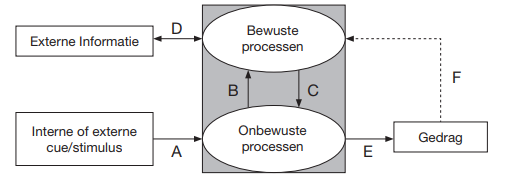 D
Bewuste
processen
Externe Informatie
F
B
C
Interne of externe
cue/stimulus
Onbewuste
processen
Gedrag
A
E